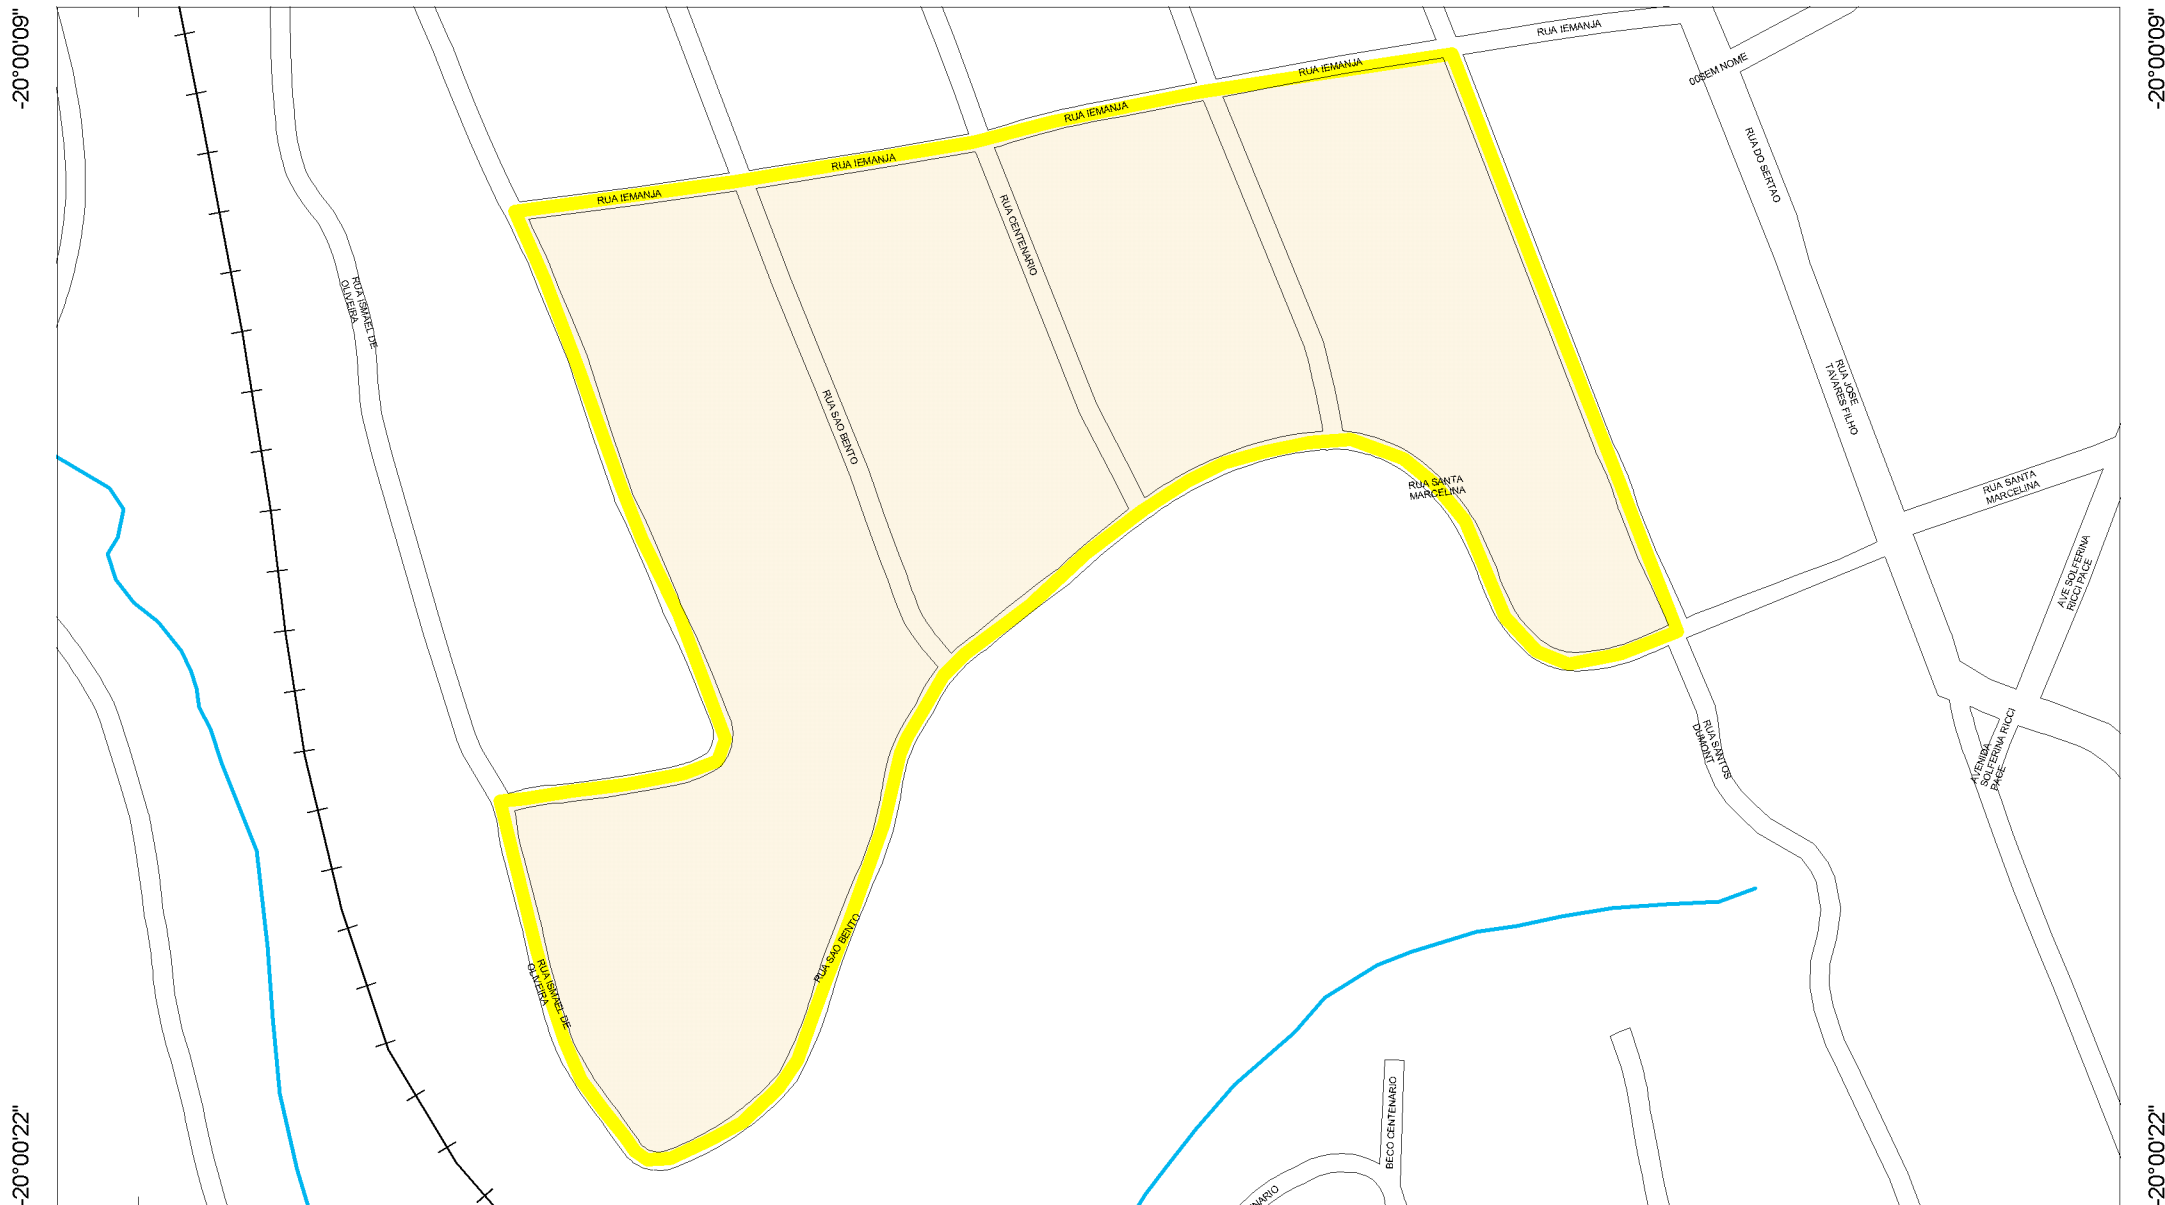 -20°00'09"
-20°00'09"
RUA IEMANJA
RUA IEMANJA
RUA IEMANJA
RUA IEMANJA
RUA IEMANJA
00SEM NOME
RUA DO SERTAO
RUA CENTENARIO
RUA ISMAEL DE
OLIVEIRA
RUA SAO BENTO
RUA JOSE
TAVARES FILHO
RUA SANTA
MARCELINA
RUA SANTA
MARCELINA
AVE SOLFERINA
RICCI PACE
RUA SANTOS
DUMONT
AVENIDA
SOLFERINA RICCI
PACE
RUA SAO BENTO
RUA ISMAEL DE
OLIVEIRA
BECO CENTENARIO
NARIO
-20°00'22"
-20°00'22"